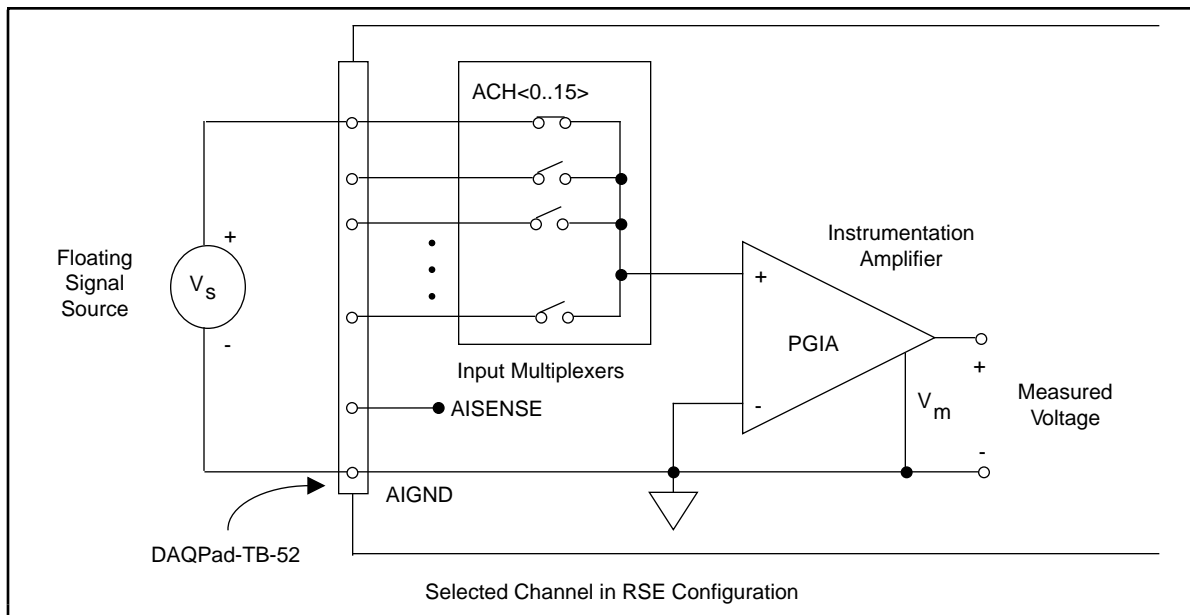 ACH<0..15>
+
Floating
Signal
Source
V
s
-
Input Multiplexers
AISENSE
AIGND
DAQPad-TB-52
Instrumentation
Amplifier
+
PGIA
-
+
V
m
Measured
Voltage
-
Selected Channel in RSE Configuration